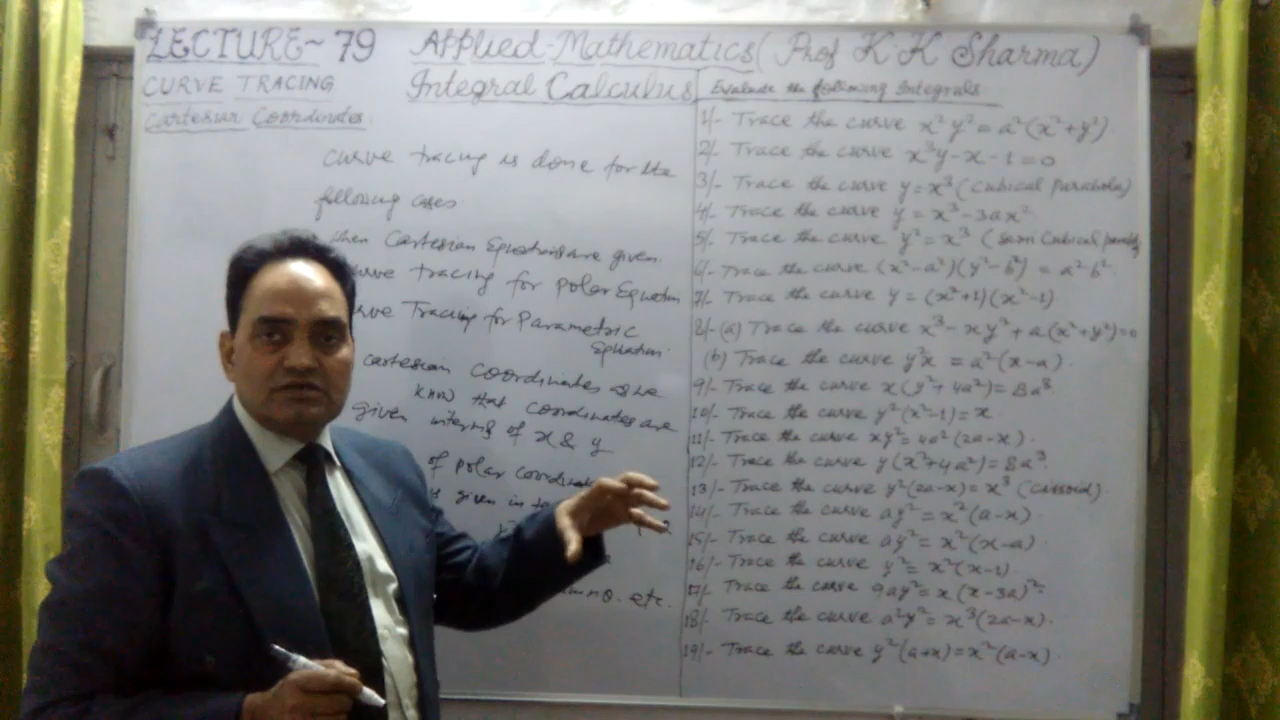 LECTURE~79
Applied-Mathematics (Prof K.K Sharma)
CURVE TRACING
Integral Calculus
Cartesian Coordinates
curve tracing is done for the
following cases
when Cartesian Equations are given.
curve tracing for polar Equation
Curve Tracing for Parametric
Equation.
cartesian coordinates as we
know that coordinates are
given in terms of x & y
of polar
is given in
etc.
Evaluate the following Integrals
1/- Trace the curve x² y² = a² (x²+y²)
2/- Trace the curve x³y-x-1=0
3/- Trace the curve y=x³ (Cubical Parabola)
4/- Trace the curve y = x³-3ax²
5/- Trace the curve y² = x³ (Semi Cubical
6/- Trace the curve (x²-a²)(y²-b²) = a²b².
7/- Trace the curve y = (x²+1)(x²-1)
8/- (a) Trace the curve x³-xy²+a(x²+y²)=0
(b) Trace the curve y²x = a²(x-a)
9/- Trace the curve x(y²+4a²)=8a³
10/- Trace the curve y²(x²-1)=x
11/- Trace the curve xy²=4a²(2a-x).
12/- Trace the curve y(x²+4a²)=8a³.
13/- Trace the curve y²(2a-x)=x³ (cissoid).
14/- Trace the curve ay²=x²(a-x)
15/- Trace the curve ay²=x²(x-a)
16/- Trace the curve y²=x²(x-1).
17/- Trace the curve 9ay²=x(x-3a)².
18/- Trace the curve a²y²=x³(2a-x).
19/- Trace the curve y²(a+x)=x²(a-x).